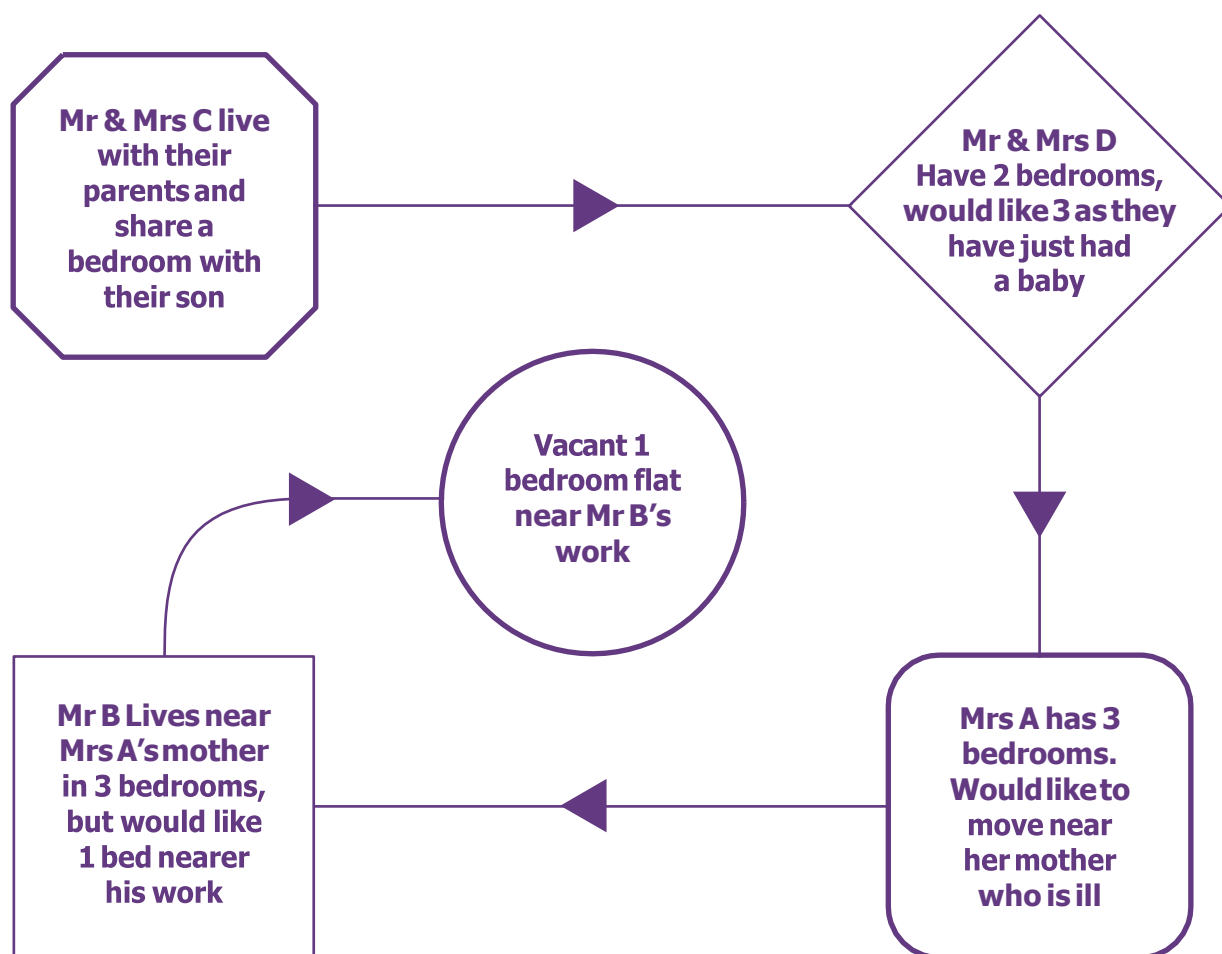 Mr & Mrs C live
with their
parents and
share a
bedroom with
their son
Mr & Mrs D
Have 2 bedrooms,
would like 3 as they
have just had
a baby
Vacant 1
bedroom flat
near Mr B’s
work
Mr B Lives near
Mrs A’s mother
in 3 bedrooms,
but would like
1 bed nearer
his work
Mrs A has 3
bedrooms.
Would like to
move near
her mother
who is ill